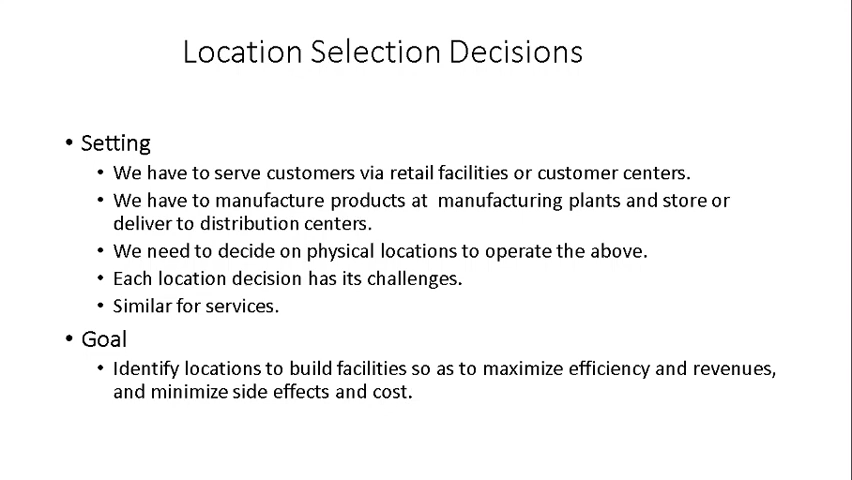 Location Selection Decisions
• Setting
• We have to serve customers via retail facilities or customer centers.
• We have to manufacture products at  manufacturing plants and store or
deliver to distribution centers.
• We need to decide on physical locations to operate the above.
• Each location decision has its challenges.
• Similar for services.
• Goal
• Identify locations to build facilities so as to maximize efficiency and revenues,
and minimize side effects and cost.